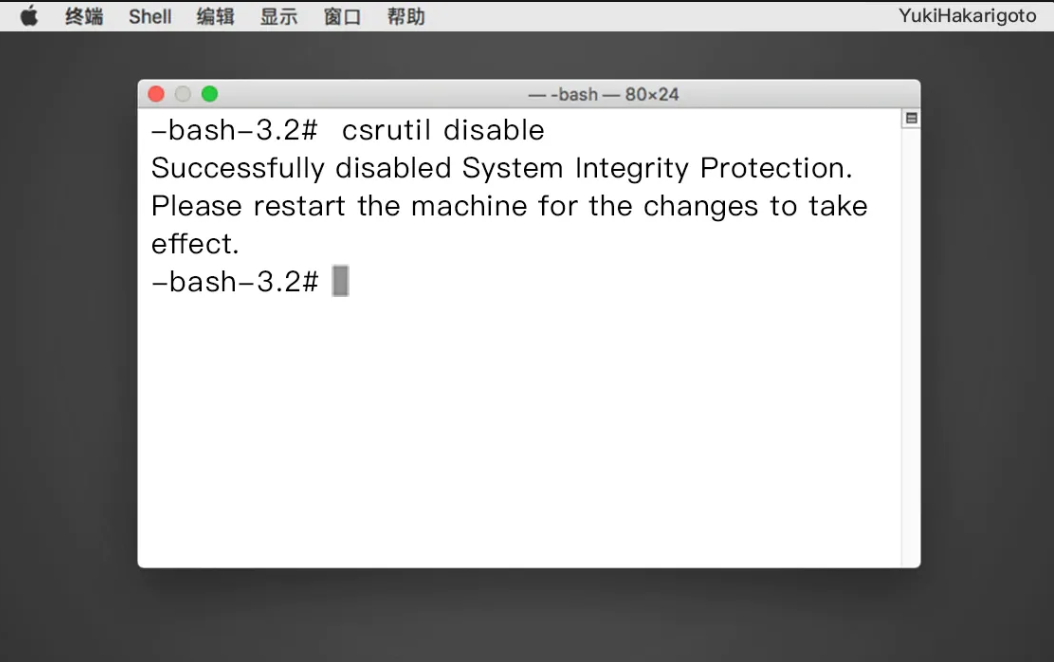 终端 Shell 编辑 显示 窗口 帮助 YukiHakarigoto
— -bash — 80×24
-bash-3.2# csrutil disable
Successfully disabled System Integrity Protection.
Please restart the machine for the changes to take
effect.
-bash-3.2#